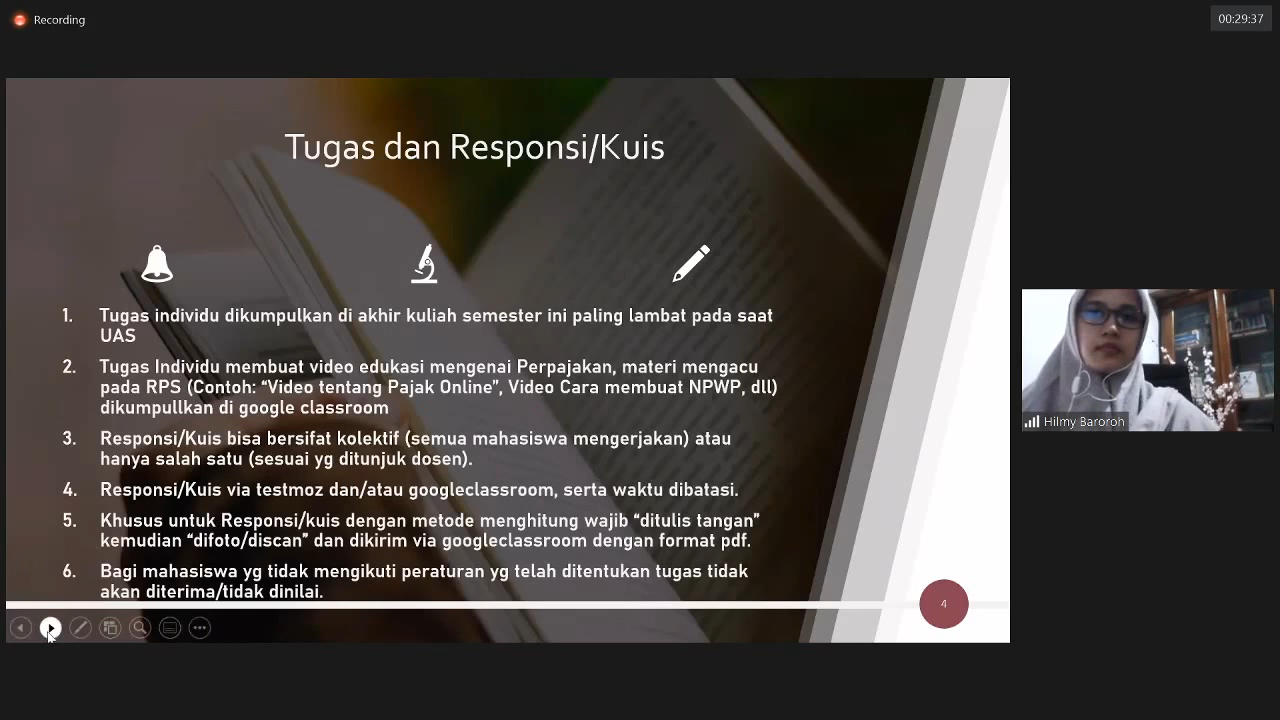 Recording
00:29:37
Tugas dan Responsi/Kuis
1. Tugas individu dikumpulkan di akhir kuliah semester ini paling lambat pada saat
UAS
2. Tugas Individu membuat video edukasi mengenai Perpajakan, materi mengacu
pada RPS (Contoh: “Video tentang Pajak Online”, Video Cara membuat NPWP, dll)
dikumpullkan di google classroom
3. Responsi/Kuis bisa bersifat kolektif (semua mahasiswa mengerjakan) atau
hanya salah satu (sesuai yg ditunjuk dosen).
4. Responsi/Kuis via testmoz dan/atau googleclassroom, serta waktu dibatasi.
5. Khusus untuk Responsi/kuis dengan metode menghitung wajib “ditulis tangan”
kemudian “difoto/discan” dan dikirim via googleclassroom dengan format pdf.
6. Bagi mahasiswa yg tidak mengikuti peraturan yg telah ditentukan tugas tidak
akan diterima/tidak dinilai.
4
Hilmy Baroroh